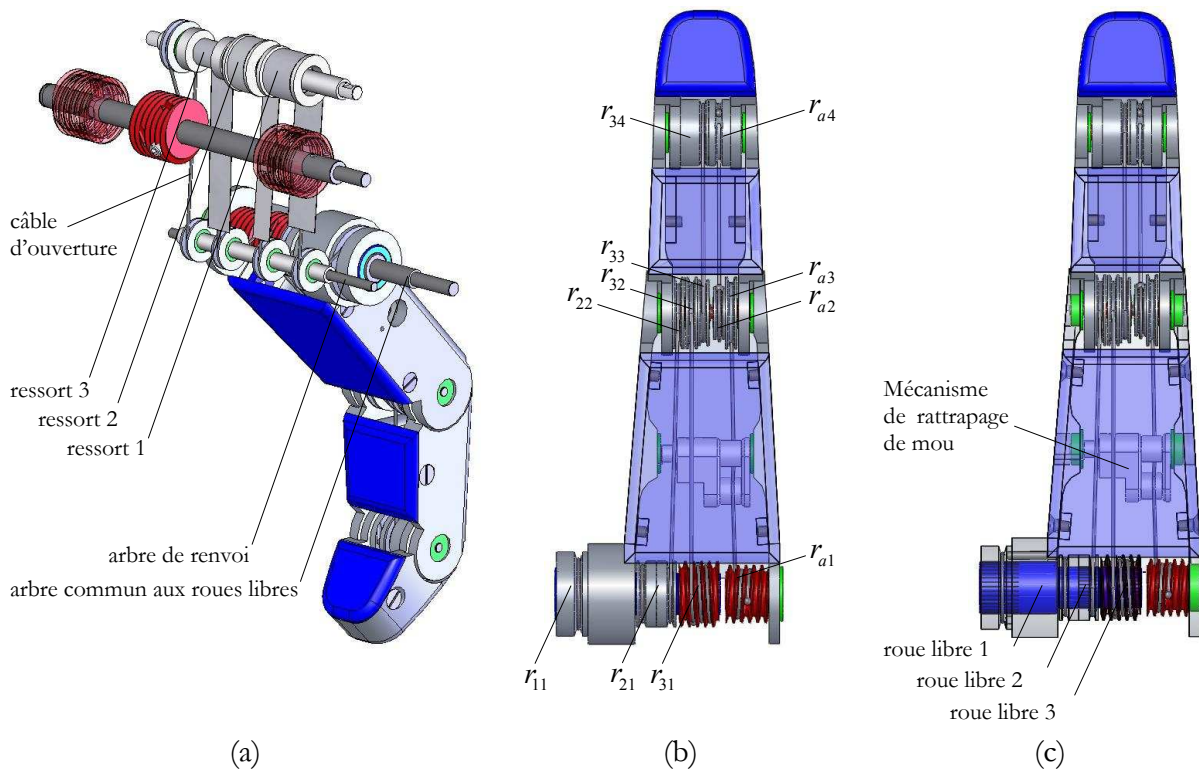 câble
d'ouverture
ressort 3
ressort 2
ressort 1
arbre de renvoi
arbre commun aux roues libres
(a)
r34
ra4
r33
r32
r22
ra3
ra2
ra1
r11
r21
r31
(b)
Mécanisme
de rattrapage
de mou
roue libre 1
roue libre 2
roue libre 3
(c)